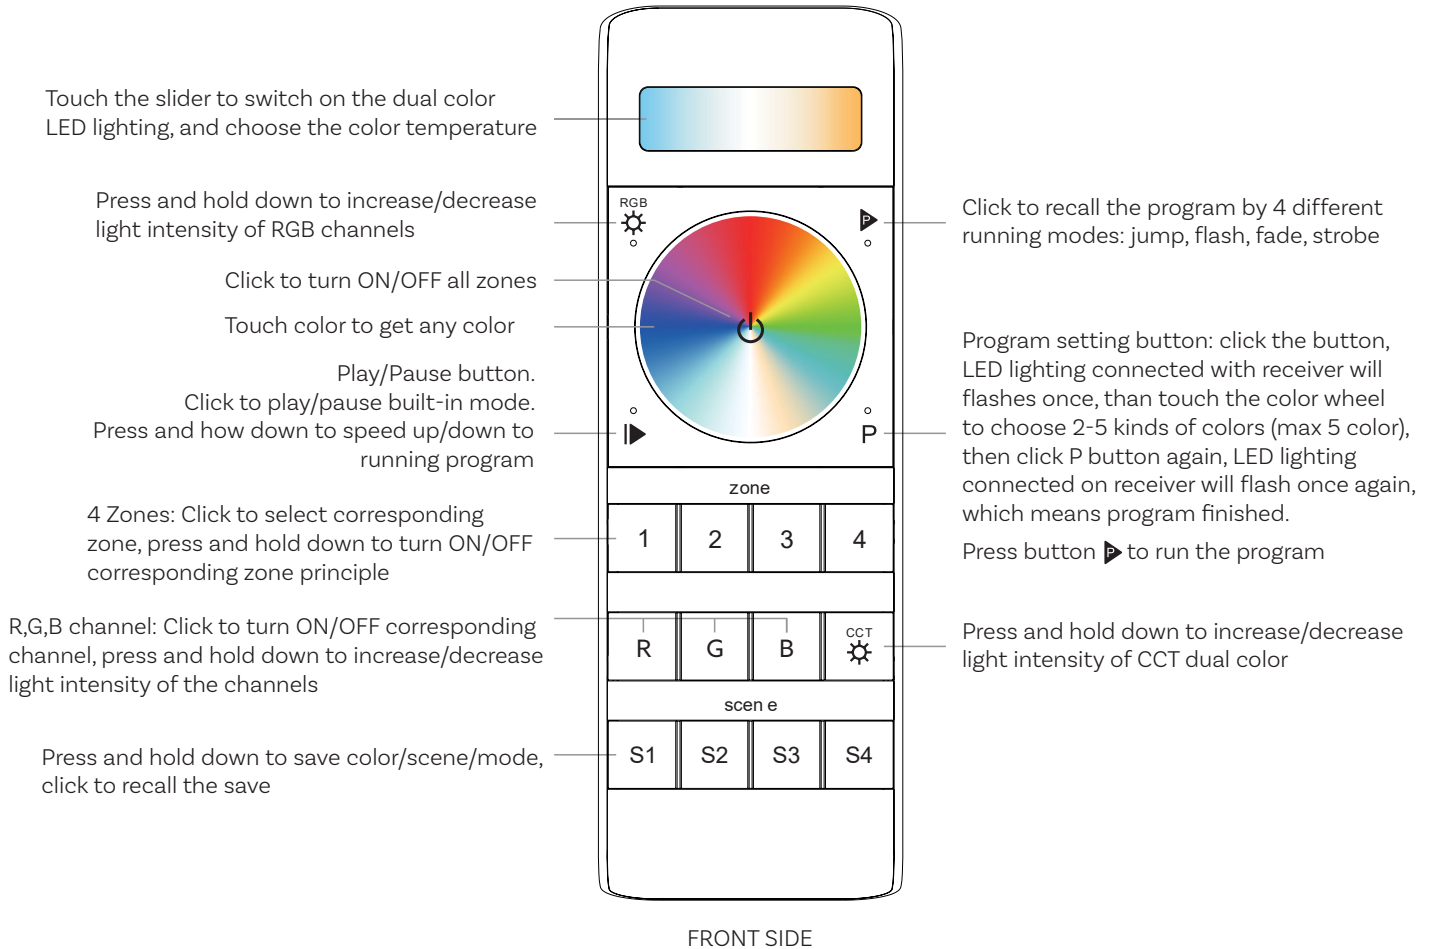 Touch the slider to switch on the dual color
LED lighting, and choose the color temperature
Press and hold down to increase/decrease
light intensity of RGB channels
Click to turn ON/OFF all zones
Touch color to get any color
Play/Pause button.
Click to play/pause built-in mode.
Press and how down to speed up/down to
running program
4 Zones: Click to select corresponding
zone, press and hold down to turn ON/OFF
corresponding zone principle
R,G,B channel: Click to turn ON/OFF corresponding
channel, press and hold down to increase/decrease
light intensity of the channels
Press and hold down to save color/scene/mode,
click to recall the save
RGB
P
P
zone
1 2 3 4
R G B CCT
scen e
S1 S2 S3 S4
Click to recall the program by 4 different
running modes: jump, flash, fade, strobe
Program setting button: click the button,
LED lighting connected with receiver will
flashes once, than touch the color wheel
to choose 2-5 kinds of colors (max 5 color),
then click P button again, LED lighting
connected on receiver will flash once again,
which means program finished.
Press button P to run the program
Press and hold down to increase/decrease
light intensity of CCT dual color
FRONT SIDE